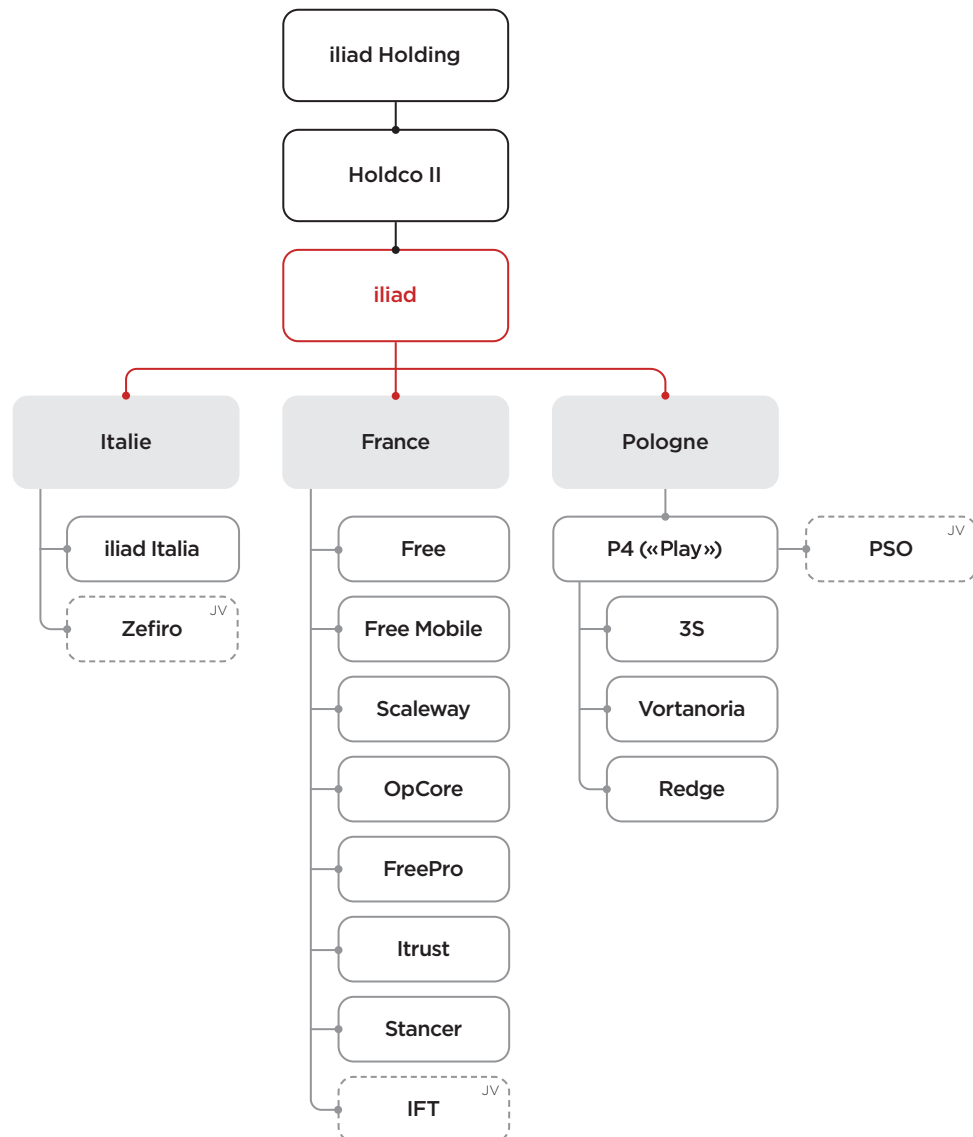 iliad Holding
Holdco II
iliad
Italie
France
Pologne
iliad Italia
JV
Zefiro
Free
Free Mobile
Scaleway
OpCore
FreePro
Itrust
Stancer
JV
IFT
P4 («Play»)
JV
PSO
3S
Vortanoria
Redge